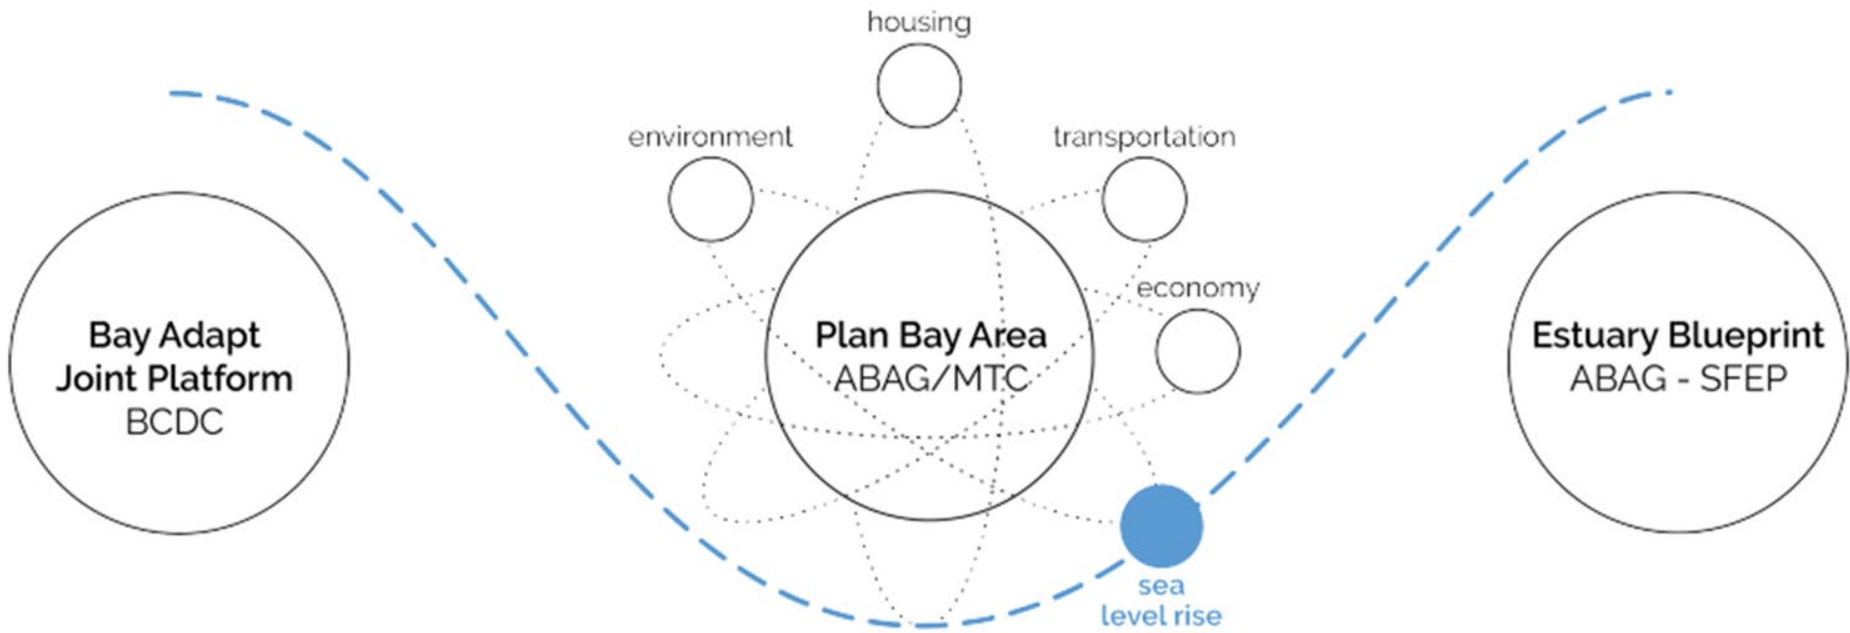 housing
environment
transportation
economy
Bay Adapt
Joint Platform
BCDC
Plan Bay Area
ABAG/MTC
Estuary Blueprint
ABAG - SFEP
sea
level rise